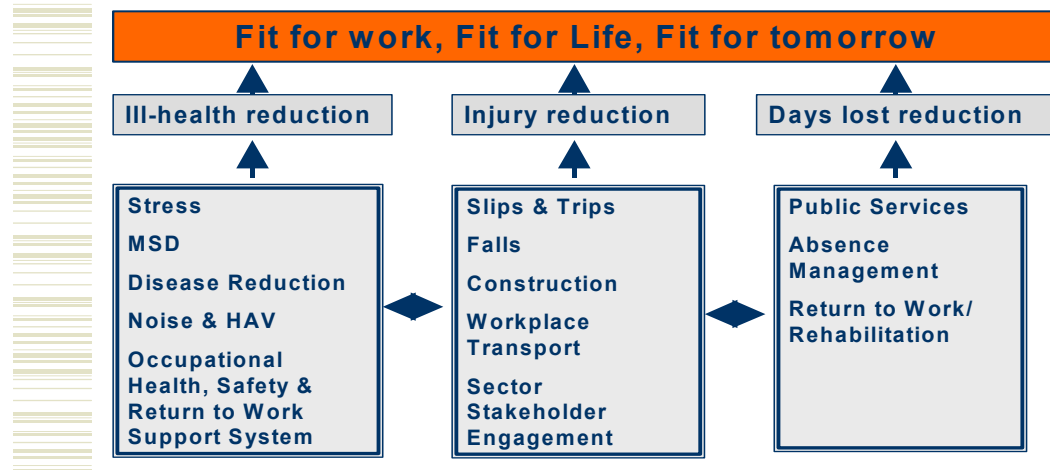 Fit for work, Fit for Life, Fit for tomorrow
Ill-health reduction
Injury reduction
Days lost reduction
Stress
MSD
Disease Reduction
Noise & HAV
Occupational
Health, Safety &
Return to Work
Support System
Slips & Trips
Falls
Construction
Workplace
Transport
Sector
Stakeholder
Engagement
Public Services
Absence
Management
Return to Work/
Rehabilitation